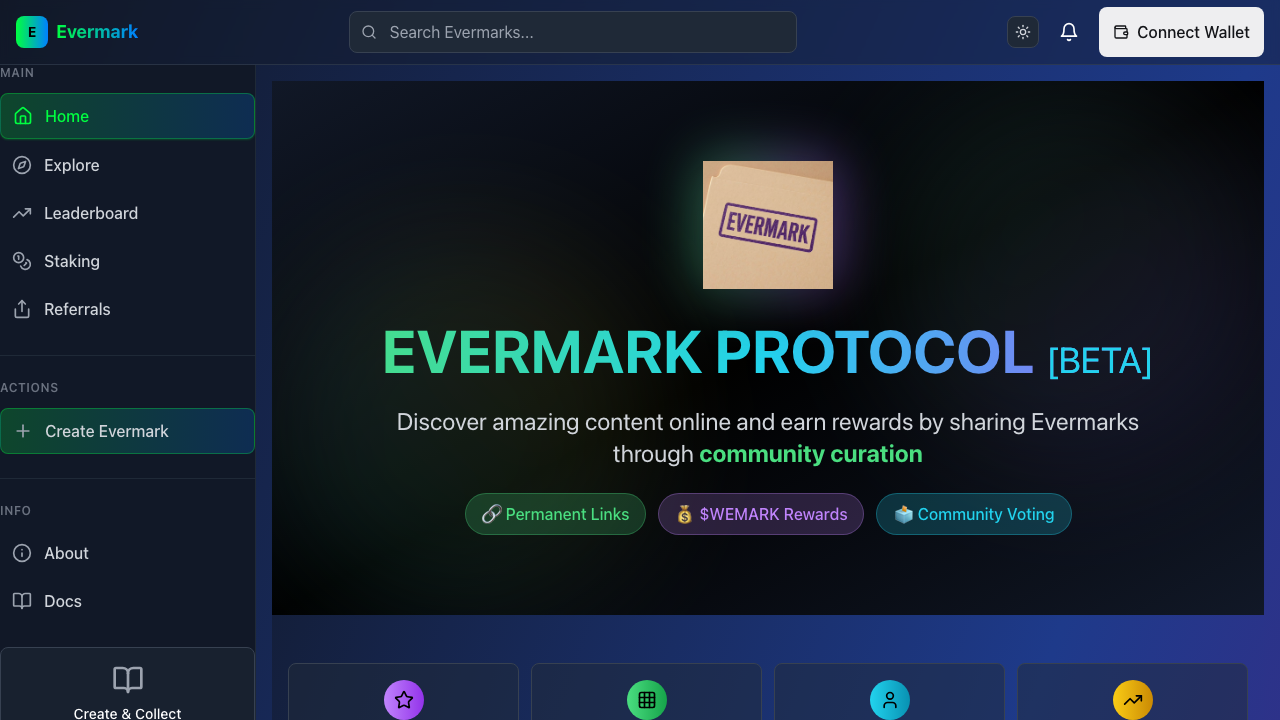 E Evermark
Search Evermarks...
Connect Wallet
MAIN
Home
Explore
Leaderboard
Staking
Referrals
ACTIONS
Create Evermark
INFO
About
Docs
Create & Collect
EVERMARK
EVERMARK PROTOCOL [BETA]
Discover amazing content online and earn rewards by sharing Evermarks
through community curation
🔗 Permanent Links
💰 $WEMARK Rewards
🗳️ Community Voting